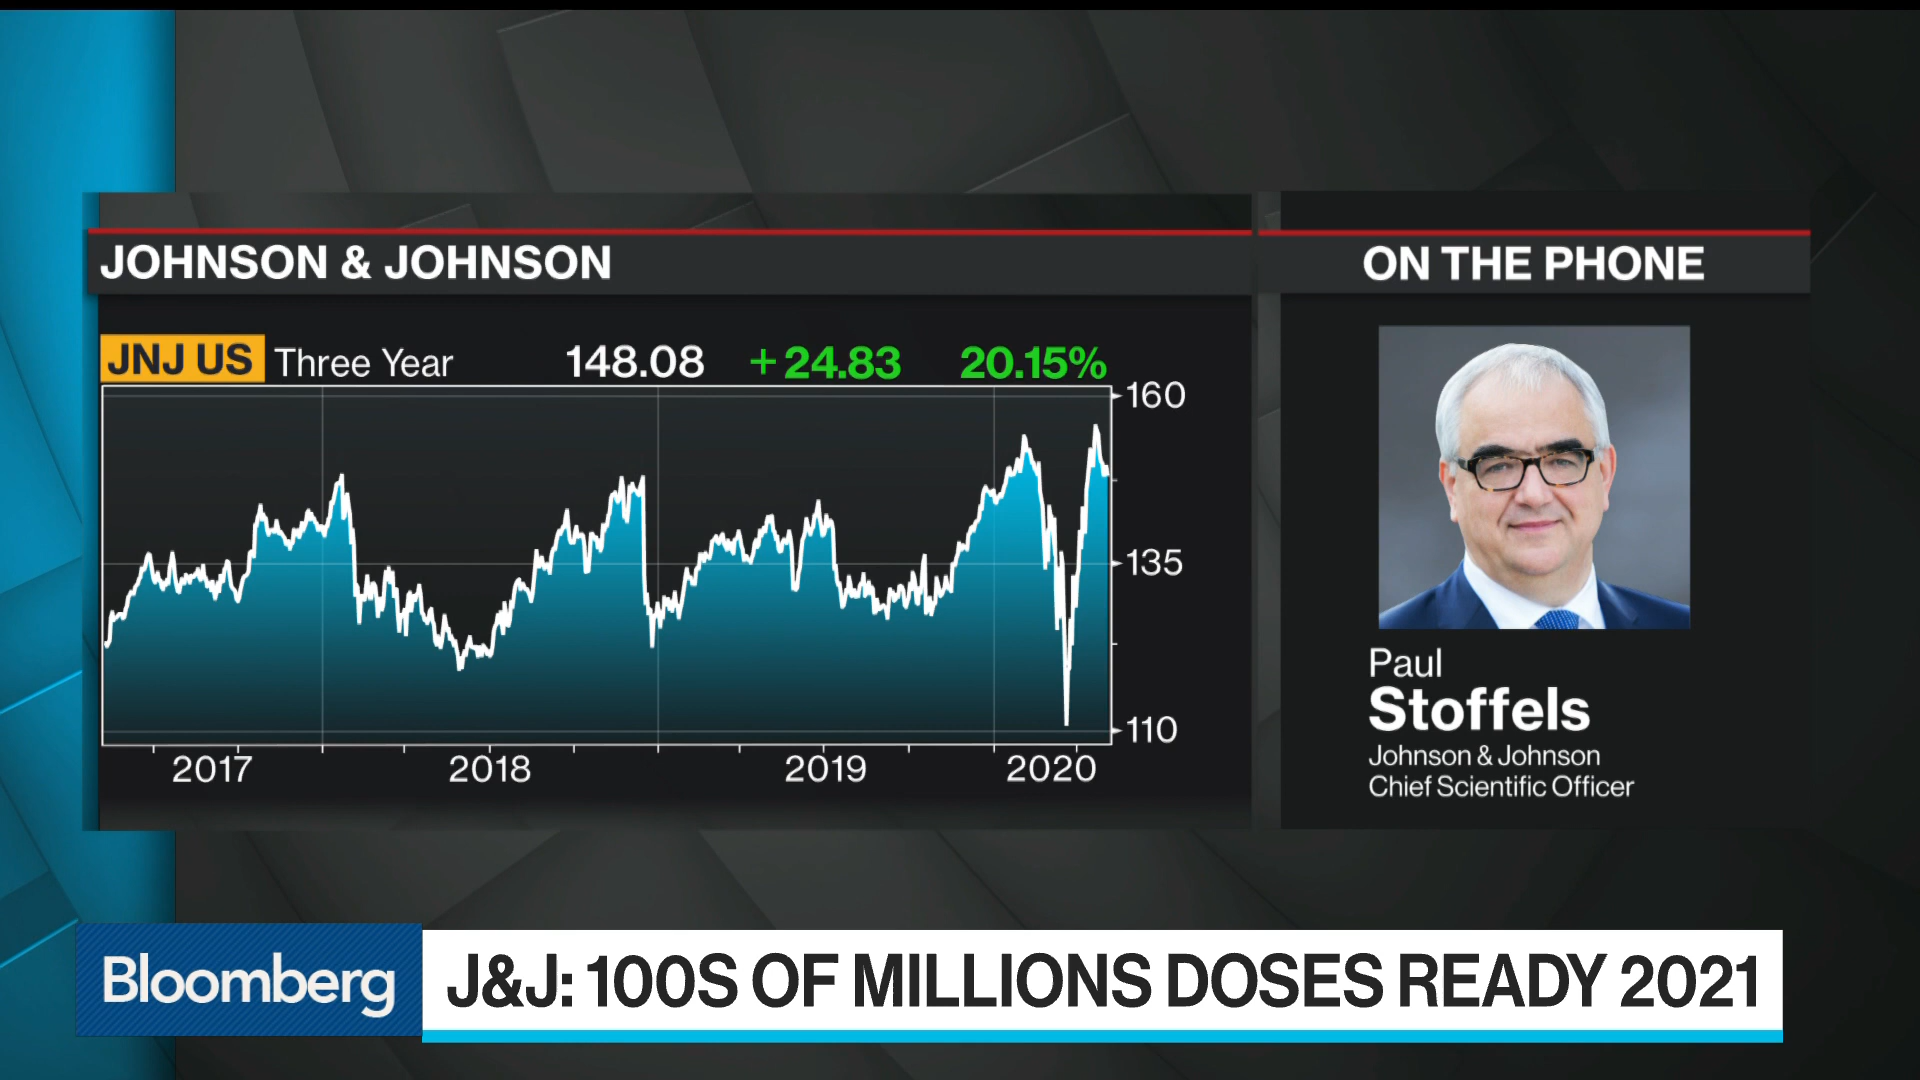 JOHNSON & JOHNSON
JNJ US Three Year 148.08 +24.83 20.15%
160
135
110
2017 2018 2019 2020
ON THE PHONE
Paul
Stoffels
Johnson & Johnson
Chief Scientific Officer
Bloomberg
J&J: 100S OF MILLIONS DOSES READY 2021